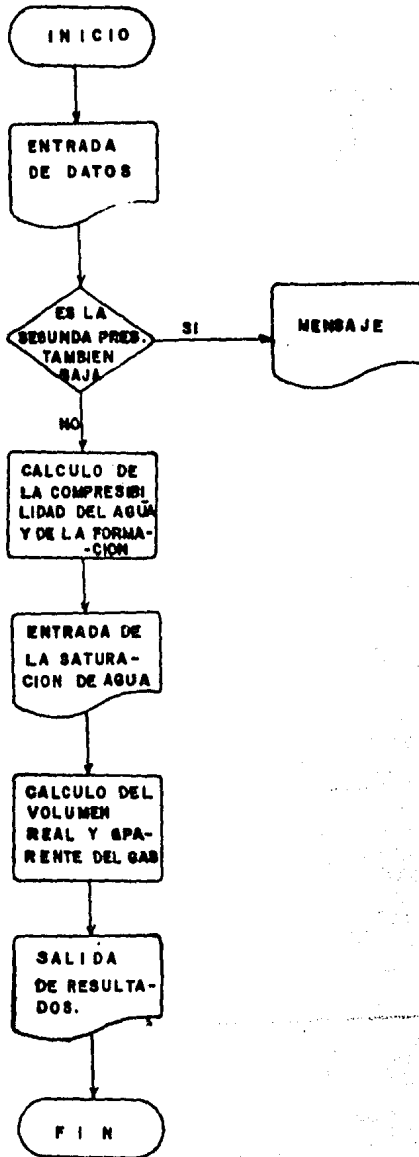 INICIO
ENTRADA
DE DATOS
ES LA
SEGUNDA PRES.
TAMBIEN
BAJA
SI
MENSAJE
NO
CALCULO DE
LA COMPRESIBI
LIDAD DEL AGUA
Y DE LA FORMA-
-CION
ENTRADA DE
LA SATURA-
CION DE AGUA
CALCULO DEL
VOLUMEN
REAL Y APA-
RENTE DEL GAS
SALIDA
DE RESULTA-
DOS.
FIN